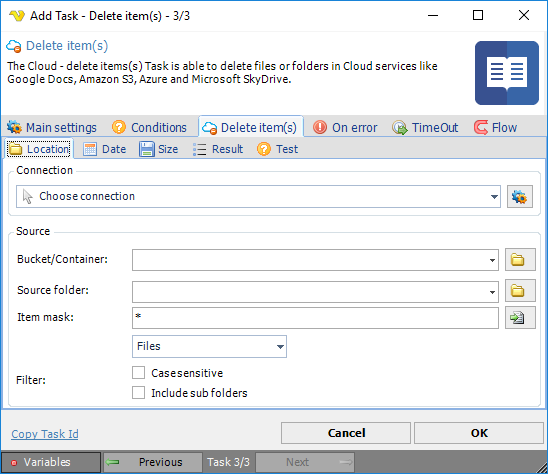 Add Task - Delete item(s) - 3/3
Delete item(s)
The Cloud - delete items(s) Task is able to delete files or folders in Cloud services like
Google Docs, Amazon S3, Azure and Microsoft SkyDrive.
Main settings Conditions Delete item(s) On error TimeOut Flow
Location Date Size Result Test
Connection
Choose connection
Source
Bucket/Container:
Source folder:
Item mask: *
Files
Filter: Case sensitive
Include sub folders
Copy Task Id Cancel OK
Variables Previous Task 3/3 Next